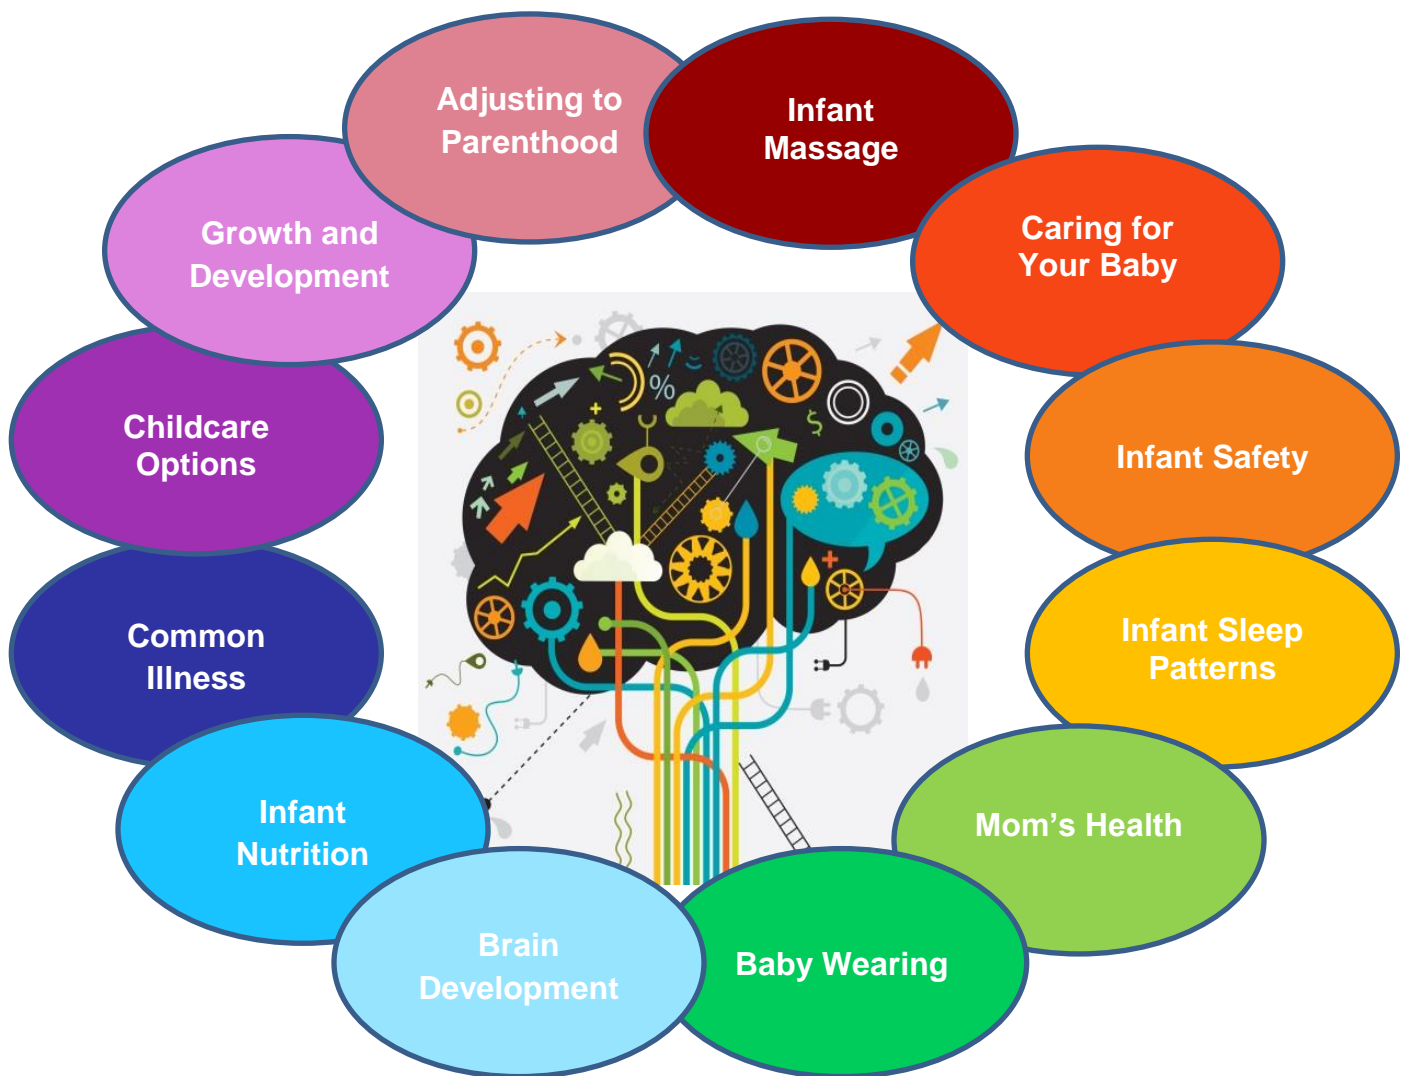 Adjusting to
Parenthood
Infant
Massage
Caring for
Your Baby
Infant Safety
Infant Sleep
Patterns
Mom’s Health
Baby Wearing
Brain
Development
Infant
Nutrition
Common
Illness
Childcare
Options
Growth and
Development
%
$